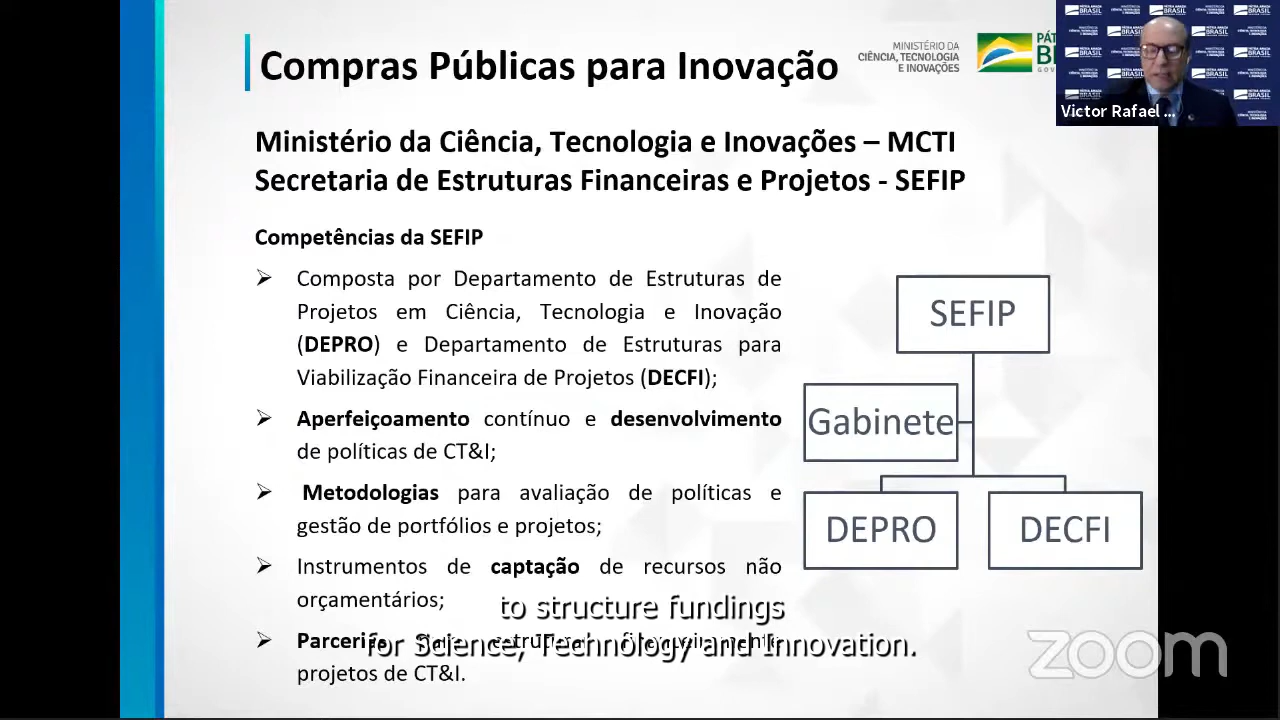 Compras Públicas para Inovação
MINISTÉRIO DA
CIÊNCIA, TECNOLOGIA
E INOVAÇÕES
Victor Rafael ...
Ministério da Ciência, Tecnologia e Inovações – MCTI
Secretaria de Estruturas Financeiras e Projetos - SEFIP
Competências da SEFIP
Composta por Departamento de Estruturas de
Projetos em Ciência, Tecnologia e Inovação
(DEPRO) e Departamento de Estruturas para
Viabilização Financeira de Projetos (DECFI);
Aperfeiçoamento contínuo e desenvolvimento
de políticas de CT&I;
Metodologias para avaliação de políticas e
gestão de portfólios e projetos;
Instrumentos de captação de recursos não
orçamentários;
projetos de CT&I.
SEFIP
Gabinete
DEPRO
DECFI
to structure fundings
for Science, Technology and Innovation.
zoom